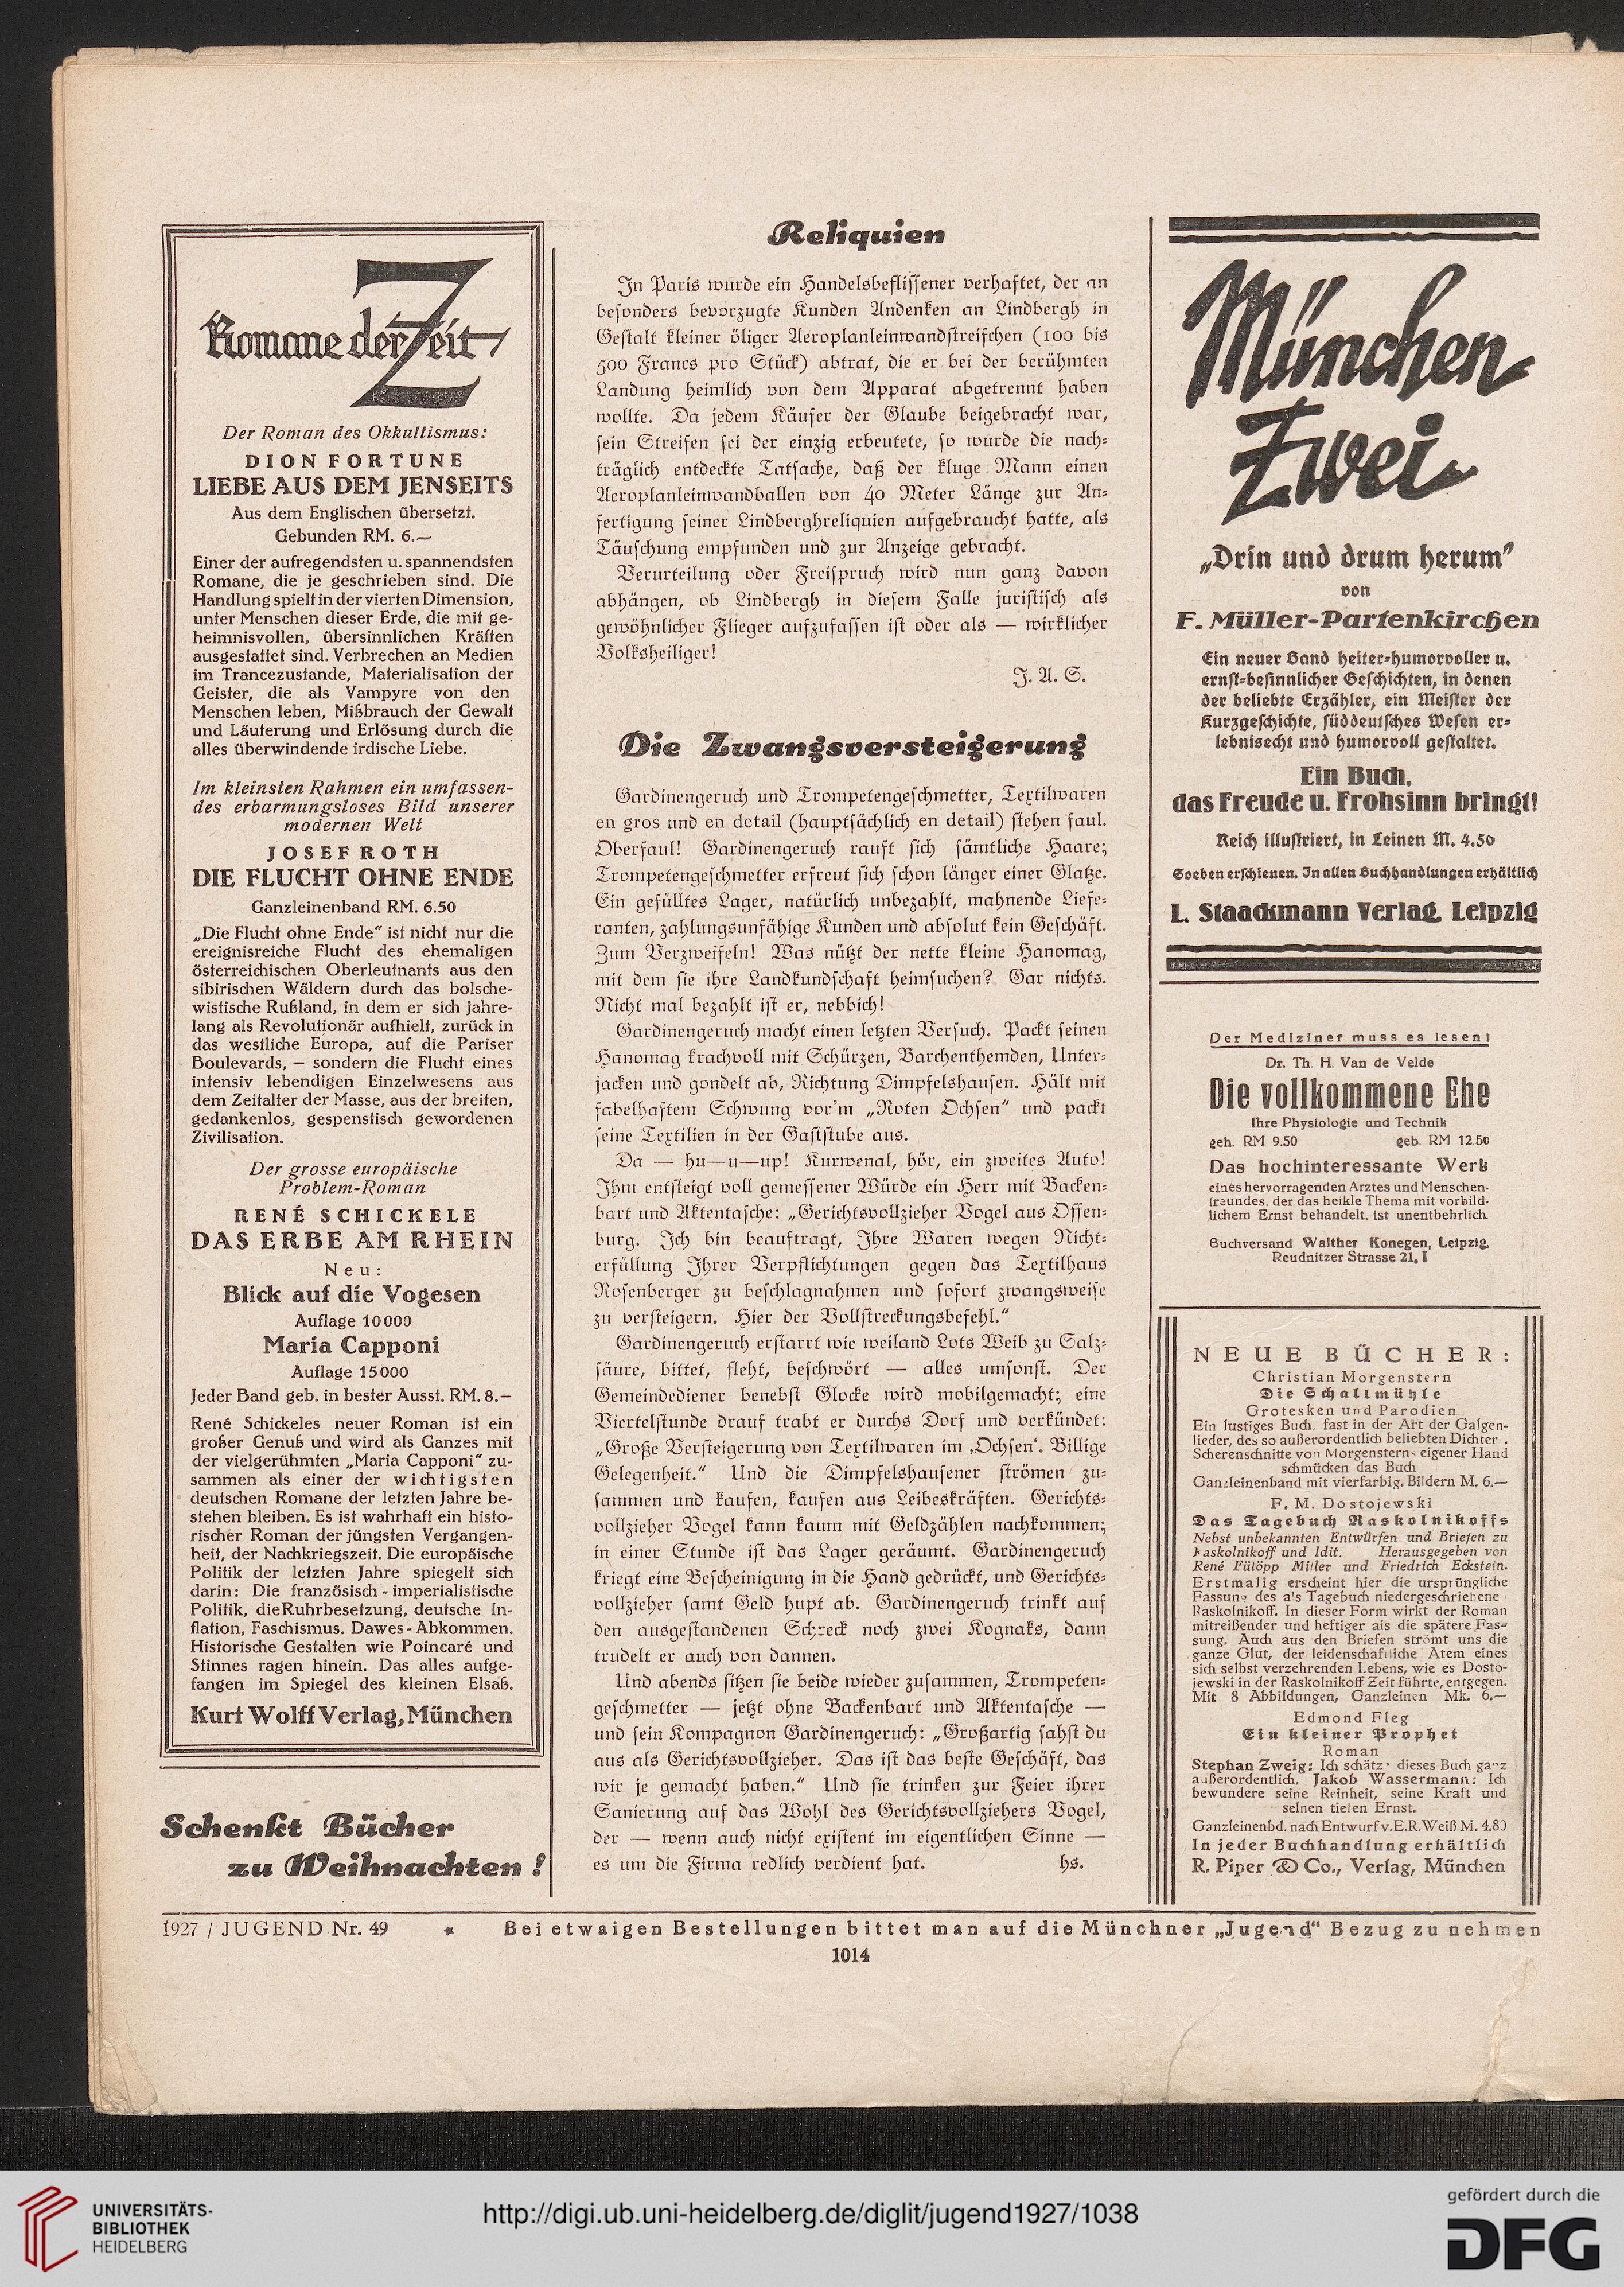 Romane der Zeit
Der Roman des Okkultismus:
DION FORTUNE
LIEBE AUS DEM JENSEITS
Aus dem Englischen übersetzt.
Gebunden RM. 6.—
Einer der aufregendsten u. spannendsten
Romane, die je geschrieben sind. Die
Handlung spielt in der vierten Dimension,
unter Menschen dieser Erde, die mit ge-
heimnisvollen, übersinnlichen Kräften
ausgestattet sind. Verbrechen an Medien
im Trancezustande, Materialisation der
Geister, die als Vampyre von den
Menschen leben, Mißbrauch der Gewalt
und Läuterung und Erlösung durch die
alles überwindende irdische Liebe.
Im kleinsten Rahmen ein umfassen-
des erbarmungsloses Bild unserer
modernen Welt
JOSEF ROTH
DIE FLUCHT OHNE ENDE
Ganzleinenband RM. 6.50
„Die Flucht ohne Ende“ ist nicht nur die
ereignisreiche Flucht des ehemaligen
österreichischen Oberleutnants aus den
sibirischen Wäldern durch das bolsche-
wistische Rußland, in dem er sich jahre-
lang als Revolutionär aufhielt, zurück in
das westliche Europa, auf die Pariser
Boulevards, — sondern die Flucht eines
intensiv lebendigen Einzelwesens aus
dem Zeitalter der Masse, aus der breiten,
gedankenlos, gespenstisch gewordenen
Zivilisation.
Der grosse europäische
Problem-Roman
RENÉ SCHICKELE
DAS ERBE AM RHEIN
Neu:
Blick auf die Vogesen
Auflage 10000
Maria Capponi
Auflage 15000
Jeder Band geb. in bester Ausst. RM. 8.—
René Schickeles neuer Roman ist ein
großer Genuß und wird als Ganzes mit
der vielgerühmten „Maria Capponi“ zu-
sammen als einer der wichtigsten
deutschen Romane der letzten Jahre be-
stehen bleiben. Es ist wahrhaft ein histo-
rischer Roman der jüngsten Vergangen-
heit, der Nachkriegszeit. Die europäische
Politik der letzten Jahre spiegelt sich
darin: Die französisch-imperialistische
Politik, die Ruhrbesetzung, deutsche In-
flation, Faschismus. Dawes-Abkommen.
Historische Gestalten wie Poincaré und
Stinnes ragen hinein. Das alles aufge-
fangen im Spiegel des kleinen Elsaß.
Kurt Wolff Verlag, München
Schenkt Bücher
zu Weihnachten!
Reliquien
In Paris wurde ein Handelsbeflissener verhaftet, der an
besonders bevorzugte Kunden Andenken an Lindbergh in
Gestalt kleiner öliger Aeroplanleinwandstreifchen (100 bis
500 Francs pro Stück) abtrat, die er bei der berühmten
Landung heimlich von dem Apparat abgetrennt haben
wollte. Da jedem Käufer der Glaube beigebracht war,
sein Streifen sei der einzig erbeutete, so wurde die nach-
träglich entdeckte Tatsache, daß der kluge Mann einen
Aeroplanleinwandballen von 40 Meter Länge zur An-
fertigung seiner Lindberghreliquien aufgebraucht hatte, als
Täuschung empfunden und zur Anzeige gebracht.
Verurteilung oder Freispruch wird nun ganz davon
abhängen, ob Lindbergh in diesem Falle juristisch als
gewöhnlicher Flieger aufzufassen ist oder als — wirklicher
Volksheiliger!
J. A. S.
Die Zwangsversteigerung
Gardinengeruch und Trompetengeschmetter, Textilwaren
en gros und en detail (hauptsächlich en detail) stehen faul.
Oberfaul! Gardinengeruch rauft sich sämtliche Haare;
Trompetengeschmetter erfreut sich schon länger einer Glatze.
Ein gefülltes Lager, natürlich unbezahlt, mahnende Liefe-
ranten, zahlungsunfähige Kunden und absolut kein Geschäft.
Zum Verzweifeln! Was nützt der nette kleine Hanomag,
mit dem sie ihre Landkundschaft heimsuchen? Gar nichts.
Nicht mal bezahlt ist er, nebbich!
Gardinengeruch macht einen letzten Versuch. Packt seinen
Hanomag krachvoll mit Schürzen, Barchenthemden, Unter-
jacken und gondelt ab, Richtung Dimpfelshausen. Hält mit
fabelhaftem Schwung vor'm „Roten Ochsen“ und packt
seine Textilien in der Gaststube aus.
Da — hu—u—up! Kurwenal, hör, ein zweites Auto!
Ihm entsteigt voll gemessener Würde ein Herr mit Backen-
bart und Aktentasche: „Gerichtsvollzieher Vogel aus Offen-
burg. Ich bin beauftragt, Ihre Waren wegen Nicht-
erfüllung Ihrer Verpflichtungen gegen das Textilhaus
Rosenberger zu beschlagnahmen und sofort zwangsweise
zu versteigern. Hier der Vollstreckungsbefehl.“
Gardinengeruch erstarrt wie weiland Lots Weib zu Salz-
säure, bittet, fleht, beschwört — alles umsonst. Der
Gemeindediener benebst Glocke wird mobilgemacht; eine
Viertelstunde drauf trabt er durchs Dorf und verkündet:
„Große Versteigerung von Textilwaren im ‚Ochsen‘. Billige
Gelegenheit.“ Und die Dimpfelshausener strömen zu-
sammen und kaufen, kaufen aus Leibeskräften. Gerichts-
vollzieher Vogel kann kaum mit Geldzählen nachkommen;
in einer Stunde ist das Lager geräumt. Gardinengeruch
kriegt eine Bescheinigung in die Hand gedrückt, und Gerichts-
vollzieher samt Geld hupt ab. Gardinengeruch trinkt auf
den ausgestandenen Schreck noch zwei Kognaks, dann
trudelt er auch von dannen.
Und abends sitzen sie beide wieder zusammen, Trompeten-
geschmetter — jetzt ohne Backenbart und Aktentasche —
und sein Kompagnon Gardinengeruch: „Großartig sahst du
aus als Gerichtsvollzieher. Das ist das beste Geschäft, das
wir je gemacht haben.“ Und sie trinken zur Feier ihrer
Sanierung auf das Wohl des Gerichtsvollziehers Vogel,
der — wenn auch nicht existent im eigentlichen Sinne —
es um die Firma redlich verdient hat. hs.
München
Zwei
„Drin und drum herum“
von
F. Müller-Partenkirchen
Ein neuer Band heiter-humorvoller u.
ernst-besinnlicher Geschichten, in denen
der beliebte Erzähler, ein Meister der
Kurzgeschichte, süddeutsches Wesen er-
lebnisecht und humorvoll gestaltet.
Ein Buch,
das Freude u. Frohsinn bringt!
Reich illustriert, in Leinen M. 4.50
Soeben erschienen. In allen Buchhandlungen erhältlich
L. Staackmann Verlag, Leipzig
Der Mediziner muss es lesen!
Dr. Th. H. Van de Velde
Die vollkommene Ehe
Ihre Physiologie und Technik
geh. RM 9.50 geb. RM 12.50
Das hochinteressante Werk
eines hervorragenden Arztes und Menschen-
freundes, der das heikle Thema mit vorbild-
lichem Ernst behandelt, ist unentbehrlich.
Buchversand Walther Konegen, Leipzig,
Reudnitzer Strasse 21, I
NEUE BÜCHER:
Christian Morgenstern
Die Schallmühle
Grotesken und Parodien
Ein lustiges Buch, fast in der Art der Galgen-
lieder, des so außerordentlich beliebten Dichters.
Scherenschnitte von Morgensterns eigener Hand
schmücken das Buch
Ganzleinenband mit vierfarbig. Bildern M. 6.—
F. M. Dostojewski
Das Tagebuch Raskolnikoffs
Nebst unbekannten Entwürfen und Briefen zu
Raskolnikoff und Idit. Herausgegeben von
René Fülöpp Miller und Friedrich Eckstein.
Erstmalig erscheint hier die ursprüngliche
Fassung des als Tagebuch niedergeschriebene
Raskolnikoff. In dieser Form wirkt der Roman
mitreißender und heftiger als die spätere Fas-
sung. Auch aus den Briefen strömt uns die
ganze Glut, der leidenschaftliche Atem eines
sich selbst verzehrenden Lebens, wie es Dosto-
jewski in der Raskolnikoff Zeit führte, entgegen.
Mit 8 Abbildungen, Ganzleinen Mk. 6.—
Edmond Fleg
Ein kleiner Prophet
Roman
Stephan Zweig: Ich schätze dieses Buch ganz
außerordentlich. Jakob Wassermann: Ich
bewundere seine Reinheit, seine Kraft und
seinen tiefen Ernst.
Ganzleinenbd. nach Entwurf v. E. R. Weiß M. 4.80
In jeder Buchhandlung erhältlich
R. Piper & Co., Verlag, München
1927 / JUGEND Nr. 49 * Bei etwaigen Bestellungen bittet man auf die Münchner „Jugend“ Bezug zu nehmen
1014
UNIVERSITÄTS-
BIBLIOTHEK
HEIDELBERG
http://digi.ub.uni-heidelberg.de/diglit/jugend1927/1038
gefördert durch die
DFG